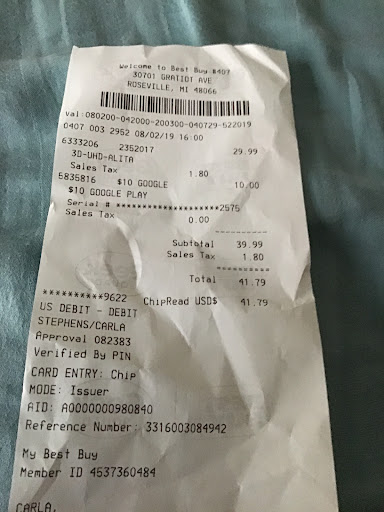 Welcome to Best Buy #407
30701 GRATIOT AVE
ROSEVILLE, MI 48066
Val:080200-042000-200300-040729-522019
0407 003 2952 08/02/19 16:00
6333206 2352017 29.99
3D-UHD-ALITA
Sales Tax 1.80
5835816 $10 GOOGLE 10.00
$10 GOOGLE PLAY
Serial # *******************2575
Sales Tax 0.00
----------
Subtotal 39.99
Sales Tax 1.80
==========
Total 41.79
**********9622 ChipRead USD$ 41.79
US DEBIT - DEBIT
STEPHENS/CARLA
Approval 082383
Verified By PIN
CARD ENTRY: Chip
MODE: Issuer
AID: A0000000980840
Reference Number: 3316003084942
My Best Buy
Member ID 4537360484
CARLA,